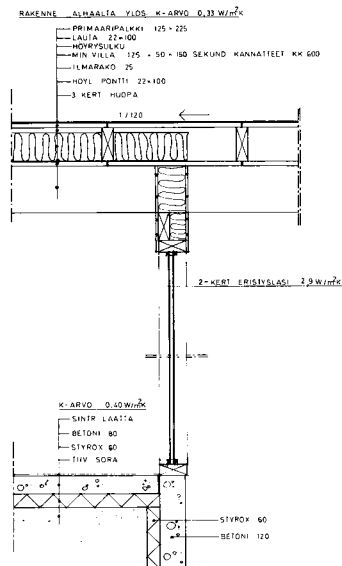 RAKENNE ALHAALTA YLÖS K-ARVO 0,33 W/m²K
PRIMÄÄRIPALKKI 125 × 225
LAUTA 22×100
HÖYRYSULKU
MIN VILLA 125 + 50 × 150 SEKUND KANNATTEET KK 600
ILMARAKO 25
HÖYL PONTTI 22×100
3 KERT HUOPA
1/120
2-KERT ERISTYSLASI 2,9 W/m²K
K-ARVO 0,40 W/m²K
SINTR LAATTA
BETONI 80
STYROX 60
TIIV SORA
STYROX 60
BETONI 120